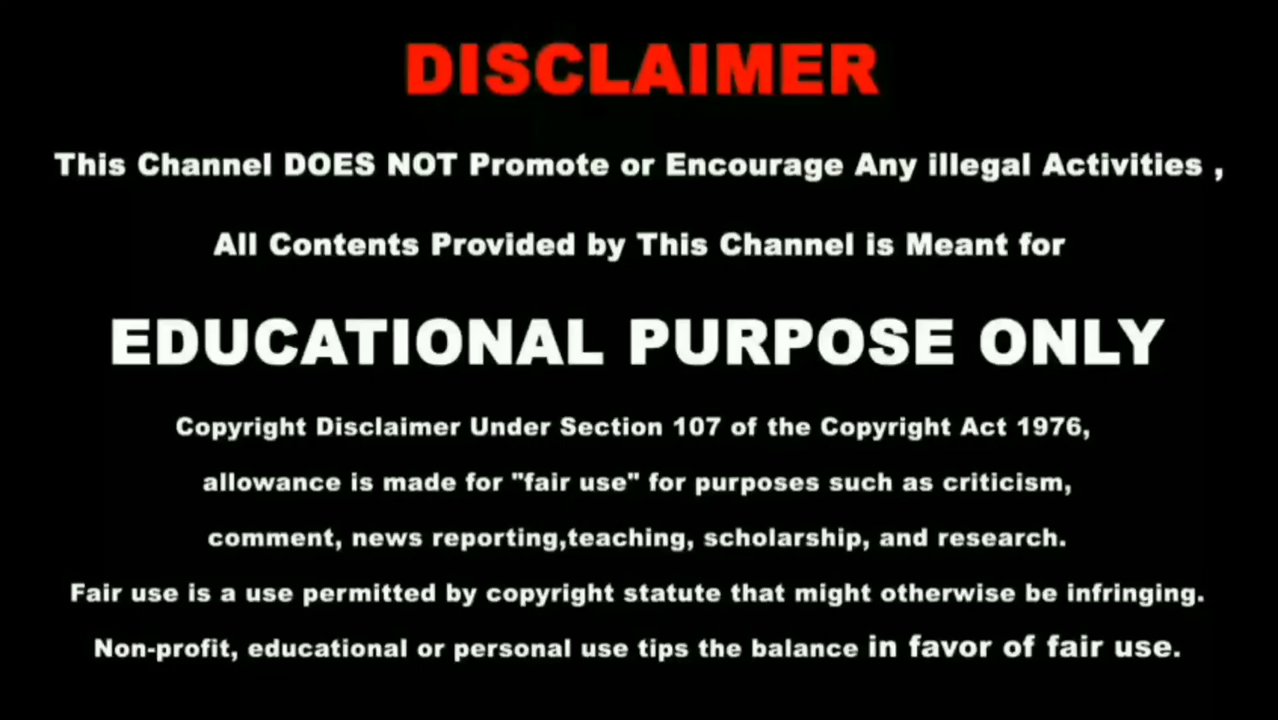 DISCLAIMER
This Channel DOES NOT Promote or Encourage Any illegal Activities ,
All Contents Provided by This Channel is Meant for
EDUCATIONAL PURPOSE ONLY
Copyright Disclaimer Under Section 107 of the Copyright Act 1976,
allowance is made for "fair use" for purposes such as criticism,
comment, news reporting,teaching, scholarship, and research.
Fair use is a use permitted by copyright statute that might otherwise be infringing.
Non-profit, educational or personal use tips the balance in favor of fair use.